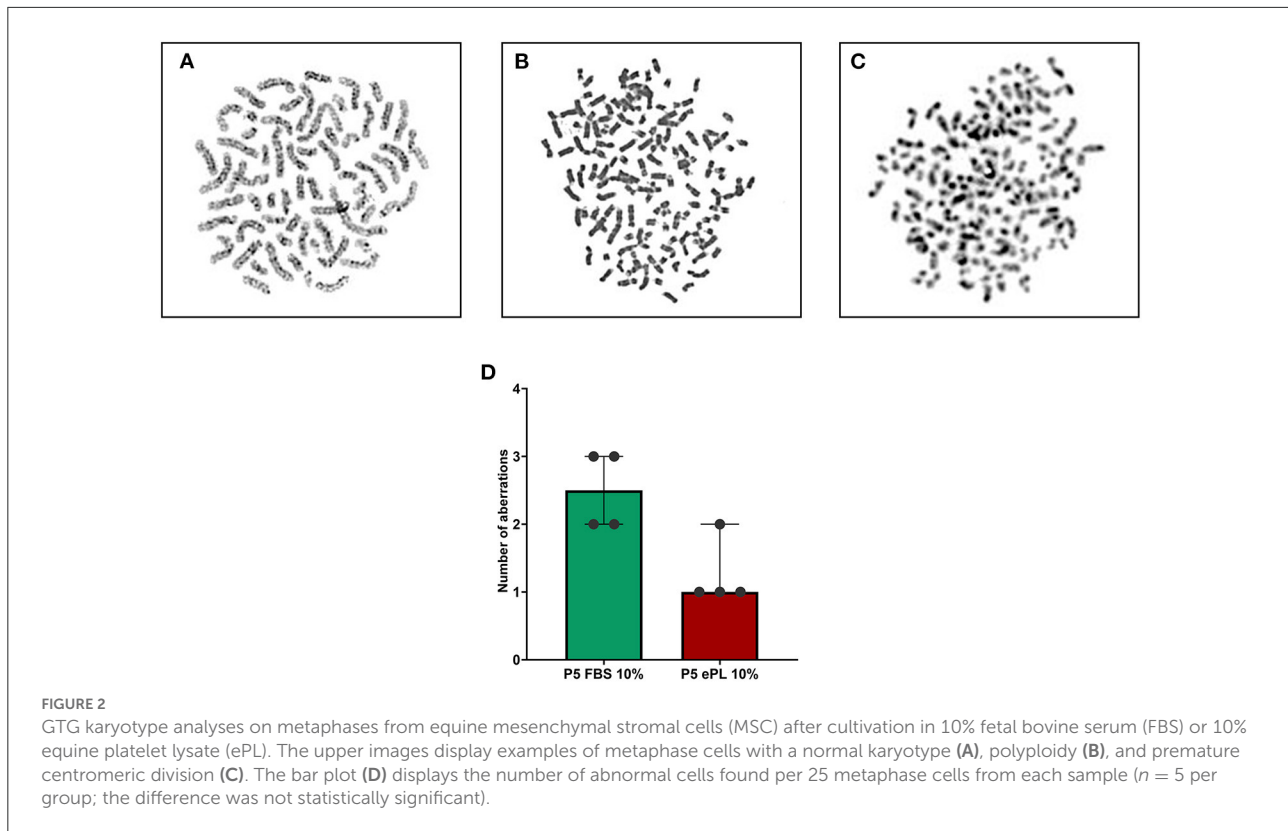 A
B
C
D
Number of aberrations
4
3
2
1
0
P5 FBS 10%
P5 ePL 10%
FIGURE 2
GTG karyotype analyses on metaphases from equine mesenchymal stromal cells (MSC) after cultivation in 10% fetal bovine serum (FBS) or 10%
equine platelet lysate (ePL). The upper images display examples of metaphase cells with a normal karyotype (A), polyploidy (B), and premature
centromeric division (C). The bar plot (D) displays the number of abnormal cells found per 25 metaphase cells from each sample (n = 5 per
group; the difference was not statistically significant).